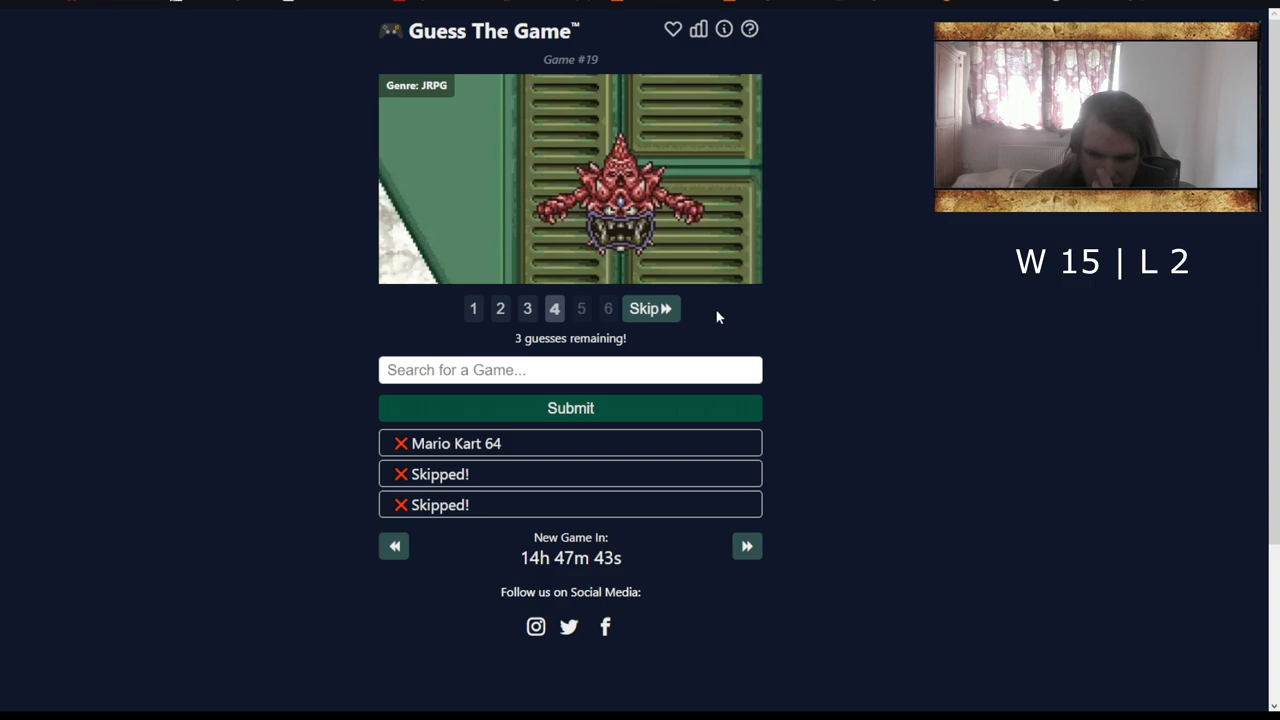 Guess The Game™
Game #19
Genre: JRPG
1 2 3 4 5 6 Skip
3 guesses remaining!
Search for a Game...
Submit
Mario Kart 64
Skipped!
Skipped!
New Game In:
14h 47m 43s
Follow us on Social Media:
W 15 | L 2